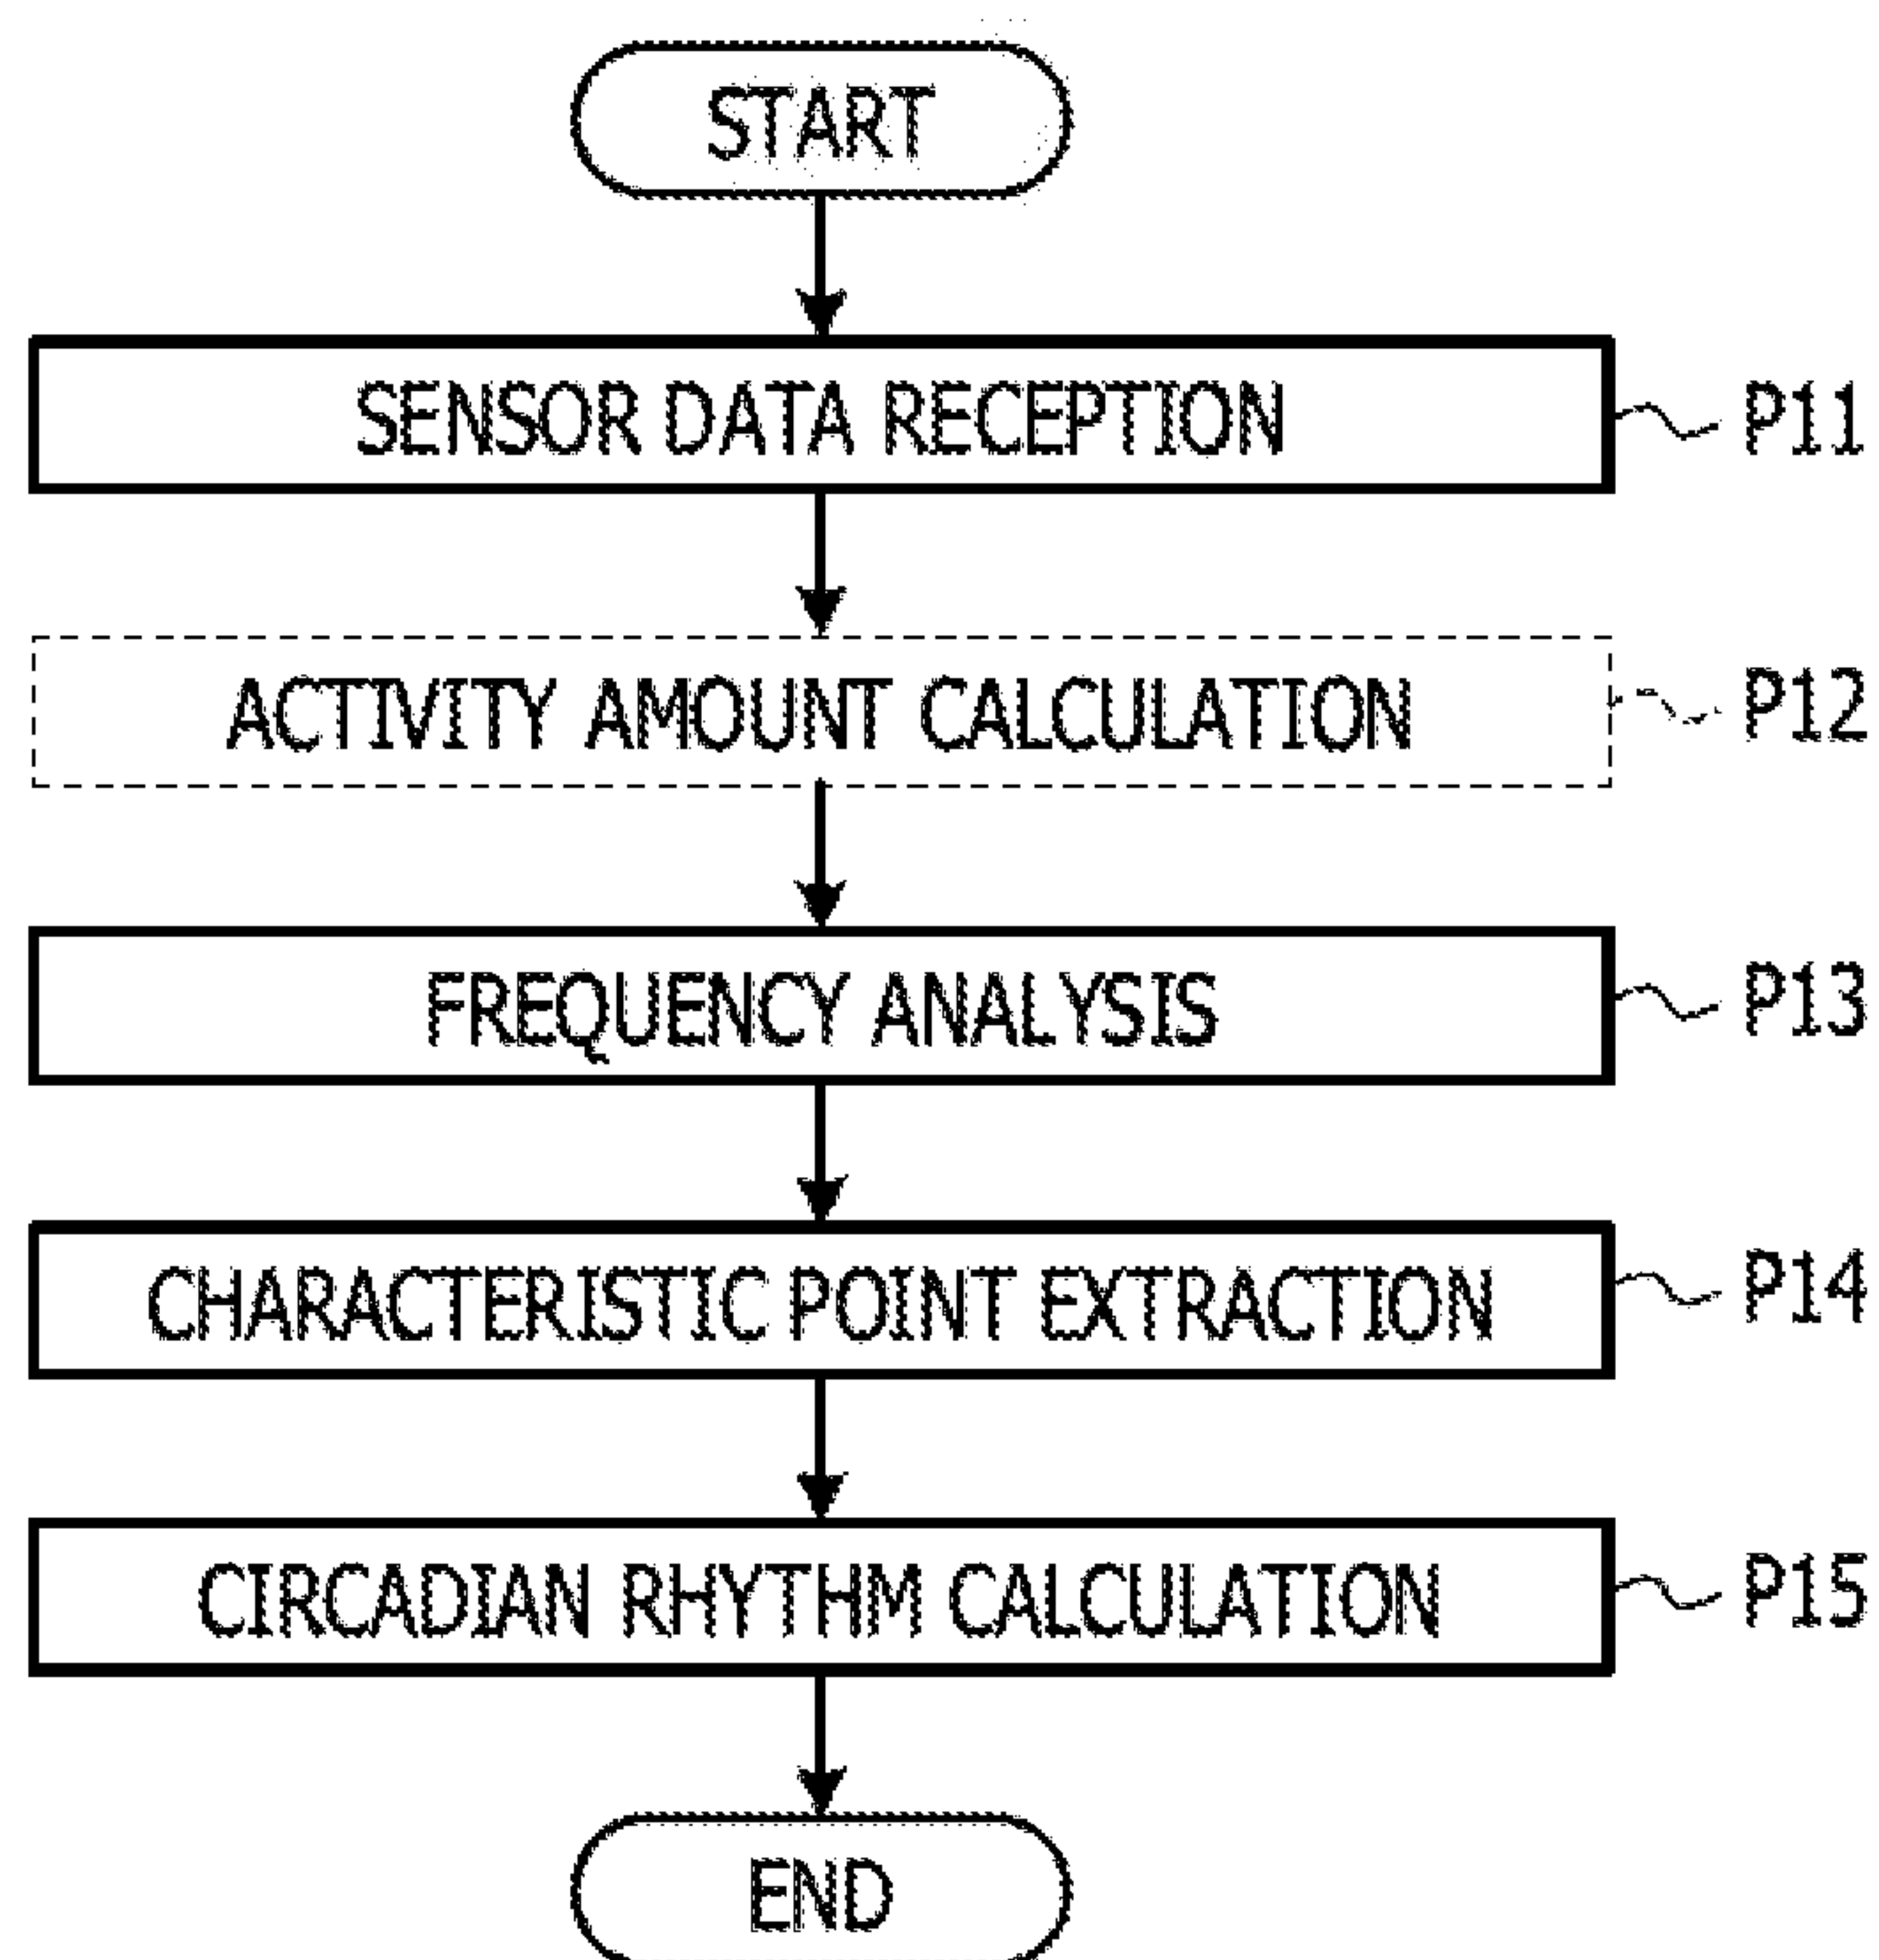 START
SENSOR DATA RECEPTION P11
ACTIVITY AMOUNT CALCULATION P12
FREQUENCY ANALYSIS P13
CHARACTERISTIC POINT EXTRACTION P14
CIRCADIAN RHYTHM CALCULATION P15
END